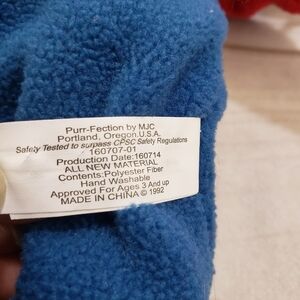 Purr-Fection by MJC
Portland, Oregon.U.S.A.
Safety Tested to surpass CPSC Safety Regulations
160707-01
Production Date:160714
ALL NEW MATERIAL
Contents:Polyester Fiber
Hand Washable
Approved For Ages 3 And up
MADE IN CHINA © 1992